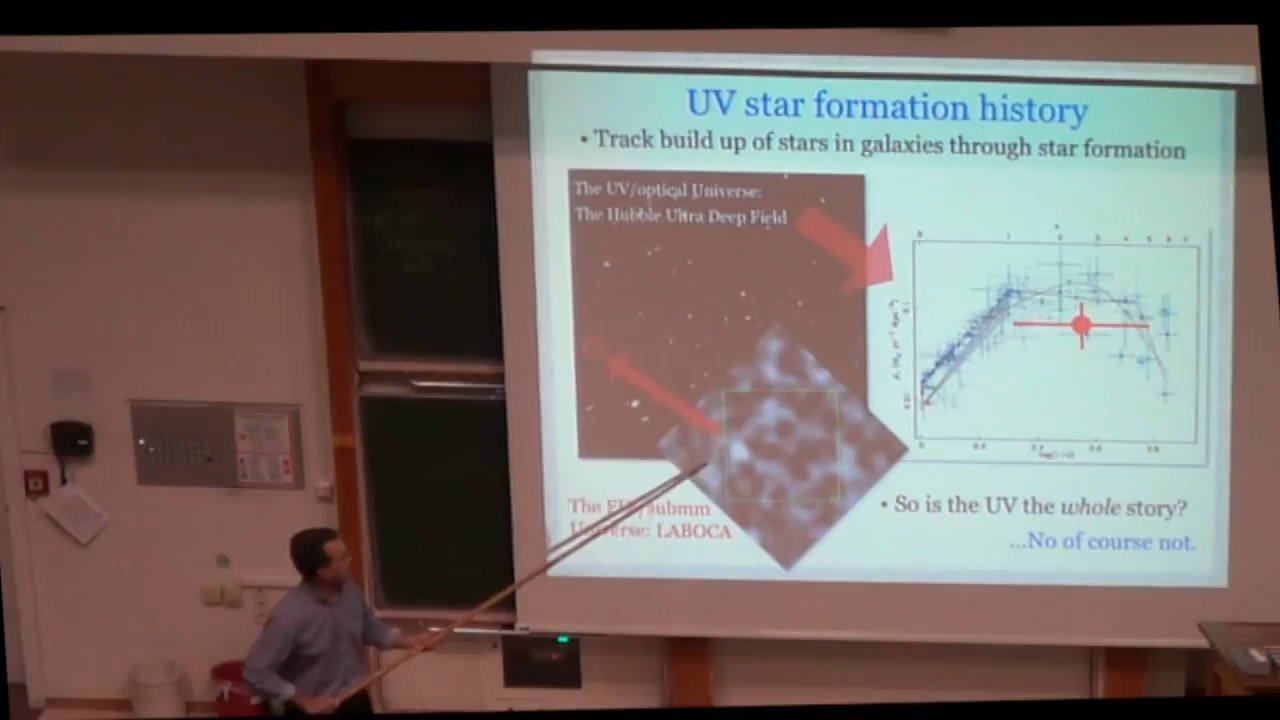 UV star formation history
• Track build up of stars in galaxies through star formation
The UV/optical Universe:
The Hubble Ultra Deep Field
The /submm
Universe: LABOCA
• So is the UV the whole story?
...No of course not.